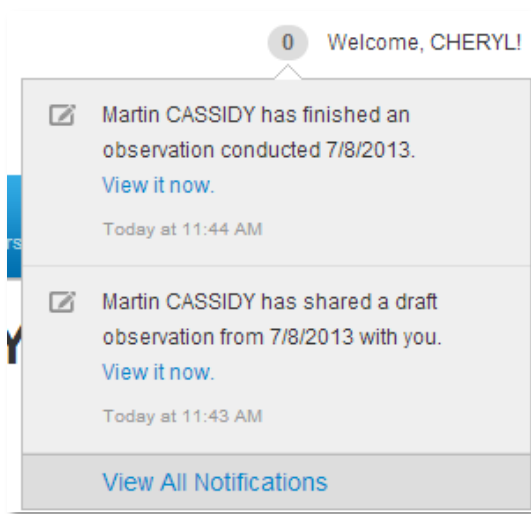 0 Welcome, CHERYL!
Martin CASSIDY has finished an
observation conducted 7/8/2013.
View it now.
Today at 11:44 AM
rs
Martin CASSIDY has shared a draft
observation from 7/8/2013 with you.
Y
View it now.
Today at 11:43 AM
View All Notifications